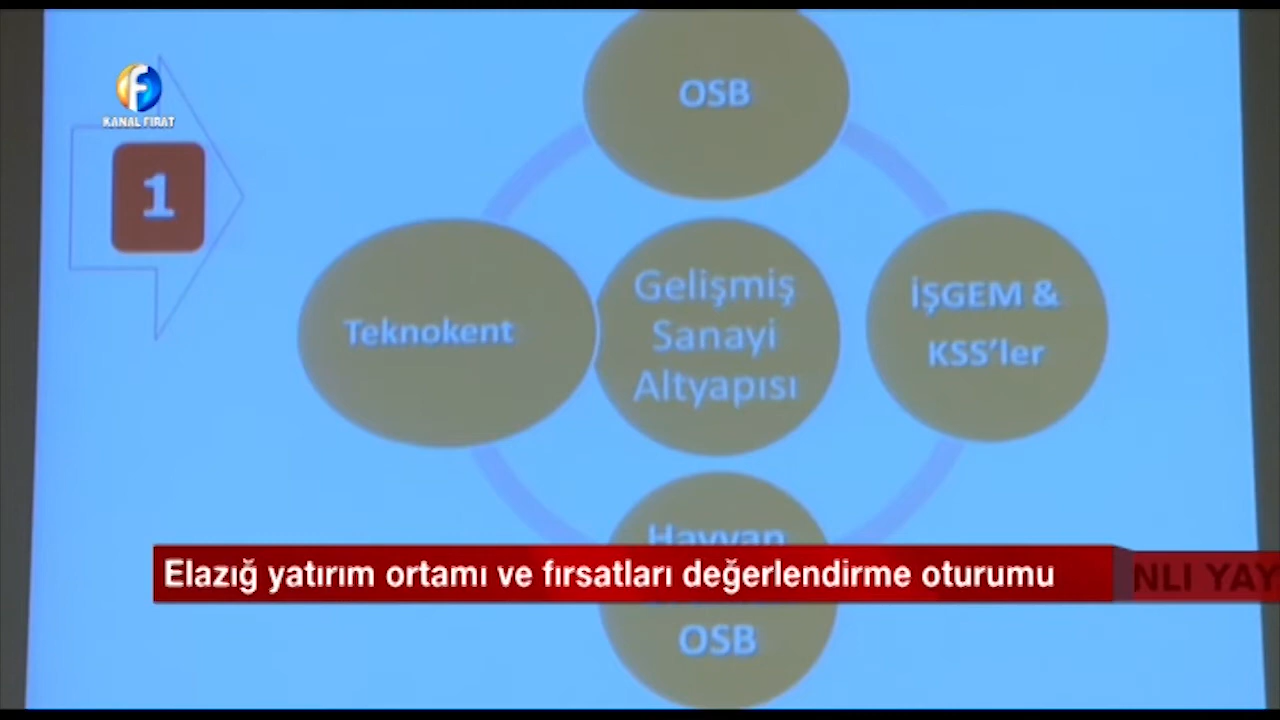 KANAL FIRAT
1
OSB
Teknokent
Gelişmiş
Sanayi
Altyapısı
İŞGEM &
KSS'ler
Hayvan
OSB
Elazığ yatırım ortamı ve fırsatları değerlendirme oturumu
NLI YAY